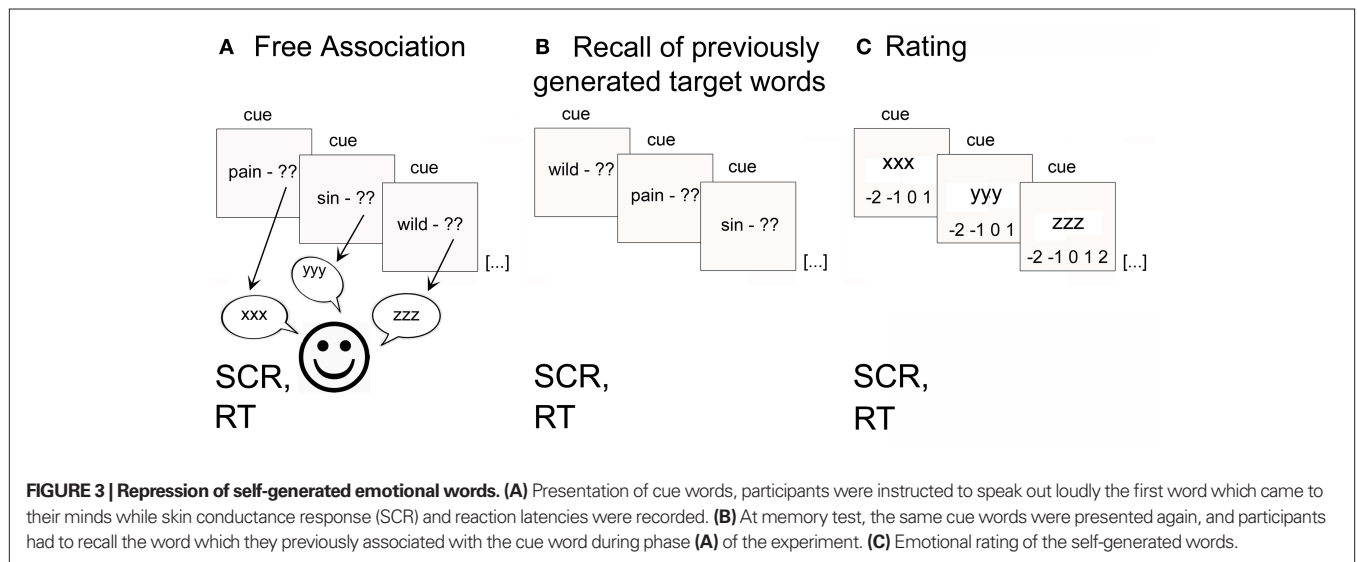 A Free Association
cue
pain - ??
cue
sin - ??
cue
wild - ??
[...]
xxx
yyy
zzz
SCR,
RT
B Recall of previously
generated target words
cue
wild - ??
cue
pain - ??
cue
sin - ??
[...]
SCR,
RT
C Rating
cue
xxx
-2 -1 0 1
cue
yyy
-2 -1 0 1
cue
zzz
-2 -1 0 1 2
[...]
SCR,
RT
FIGURE 3 | Repression of self-generated emotional words. (A) Presentation of cue words, participants were instructed to speak out loudly the first word which came to
their minds while skin conductance response (SCR) and reaction latencies were recorded. (B) At memory test, the same cue words were presented again, and participants
had to recall the word which they previously associated with the cue word during phase (A) of the experiment. (C) Emotional rating of the self-generated words.